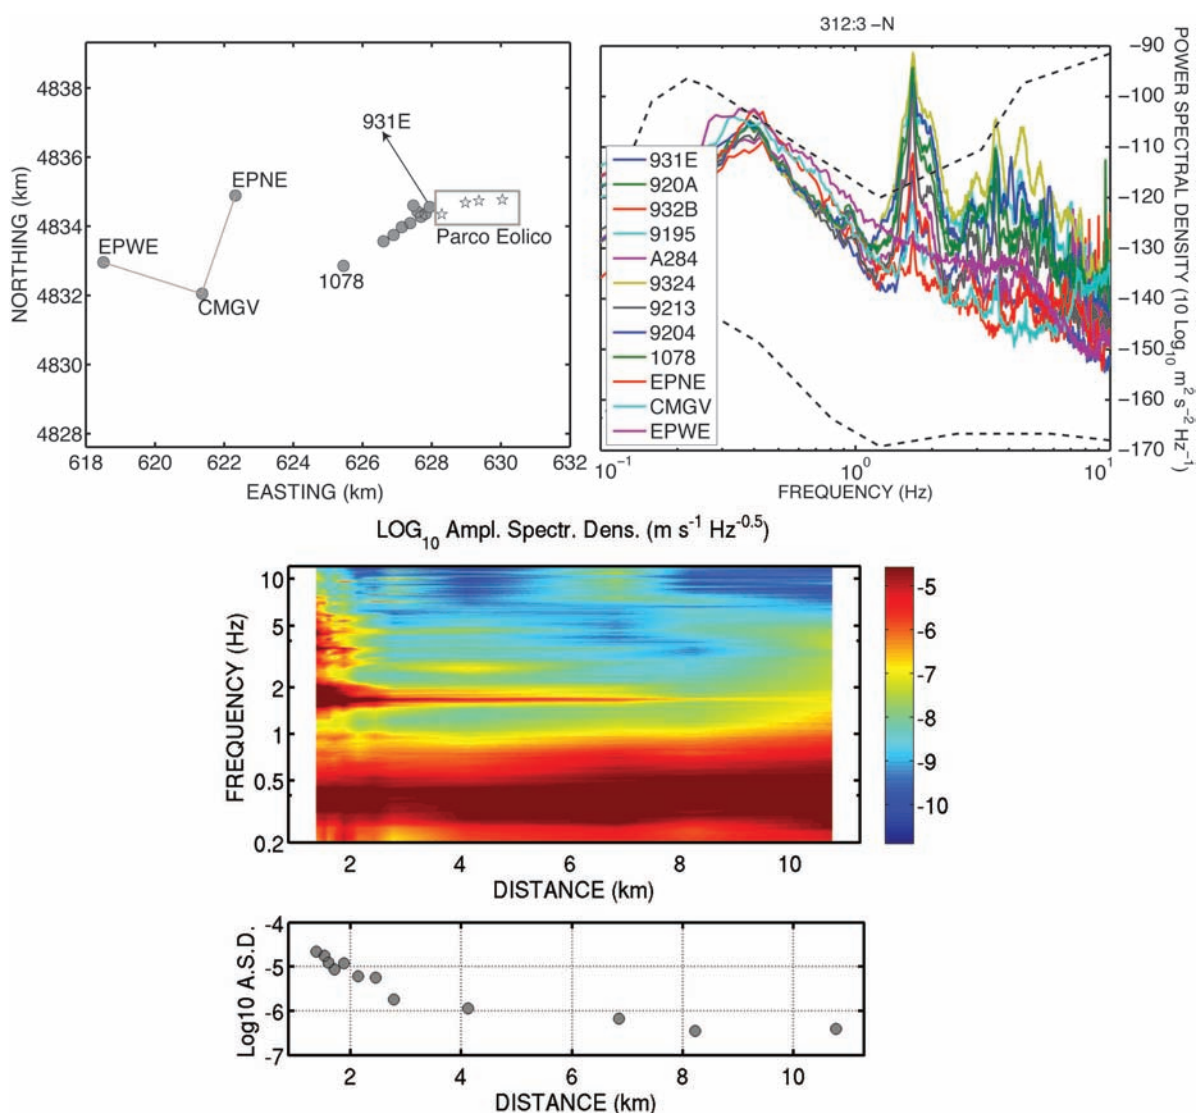 312:3 −N
4838
4836
4834
4832
4830
4828
NORTHING (km)
931E
EPNE
EPWE
Parco Eolico
1078
CMGV
618 620 622 624 626 628 630 632
EASTING (km)
931E
920A
932B
9195
A284
9324
9213
9204
1078
EPNE
CMGV
EPWE
−90
−100
−110
−120
−130
−140
−150
−160
−170
POWER SPECTRAL DENSITY (10 Log10 m2 s−2 Hz−1)
10−1 100 101
FREQUENCY (Hz)
LOG10 Ampl. Spectr. Dens. (m s-1 Hz-0.5)
10
5
2
1
0.5
0.2
FREQUENCY (Hz)
2 4 6 8 10
DISTANCE (km)
-5
-6
-7
-8
-9
-10
-4
-5
-6
-7
Log10 A.S.D.
2 4 6 8 10
DISTANCE (km)